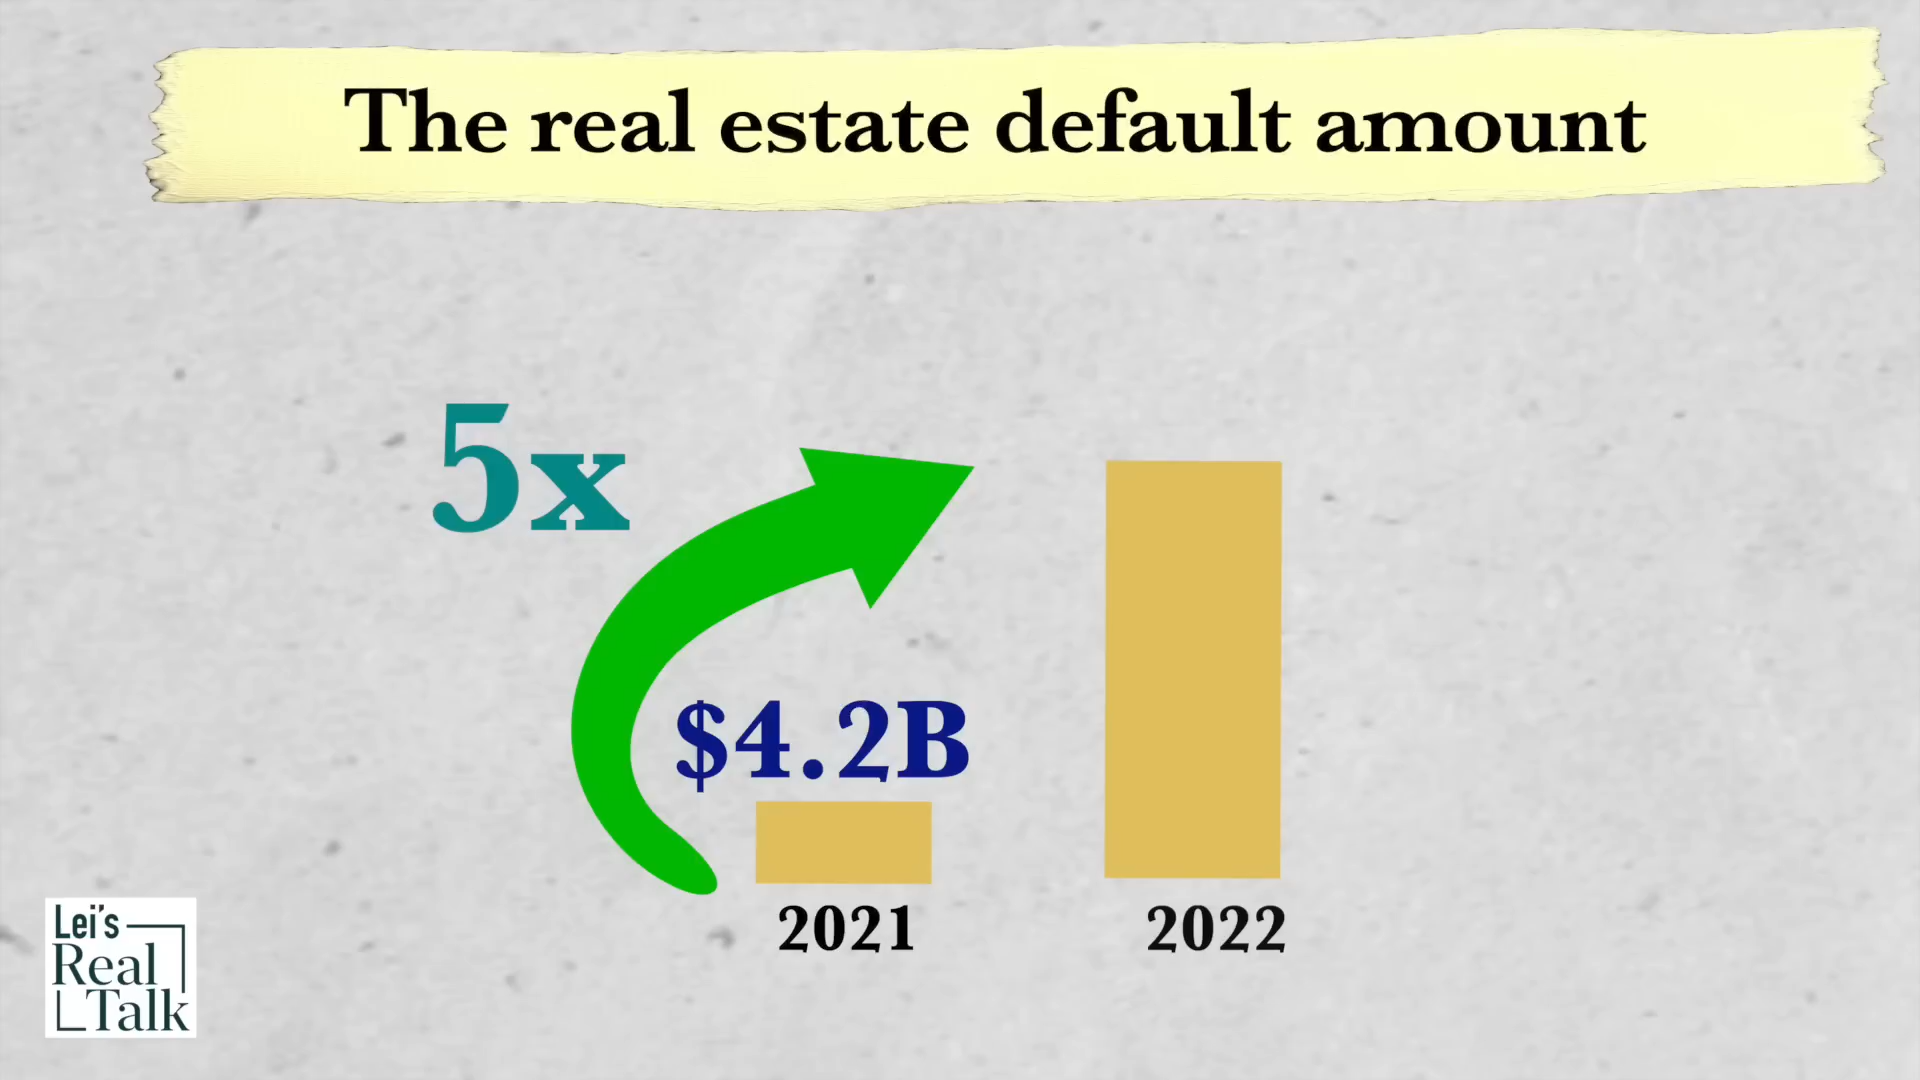 The real estate default amount
5x
$4.2B
2021
2022
Lei's
Real
Talk